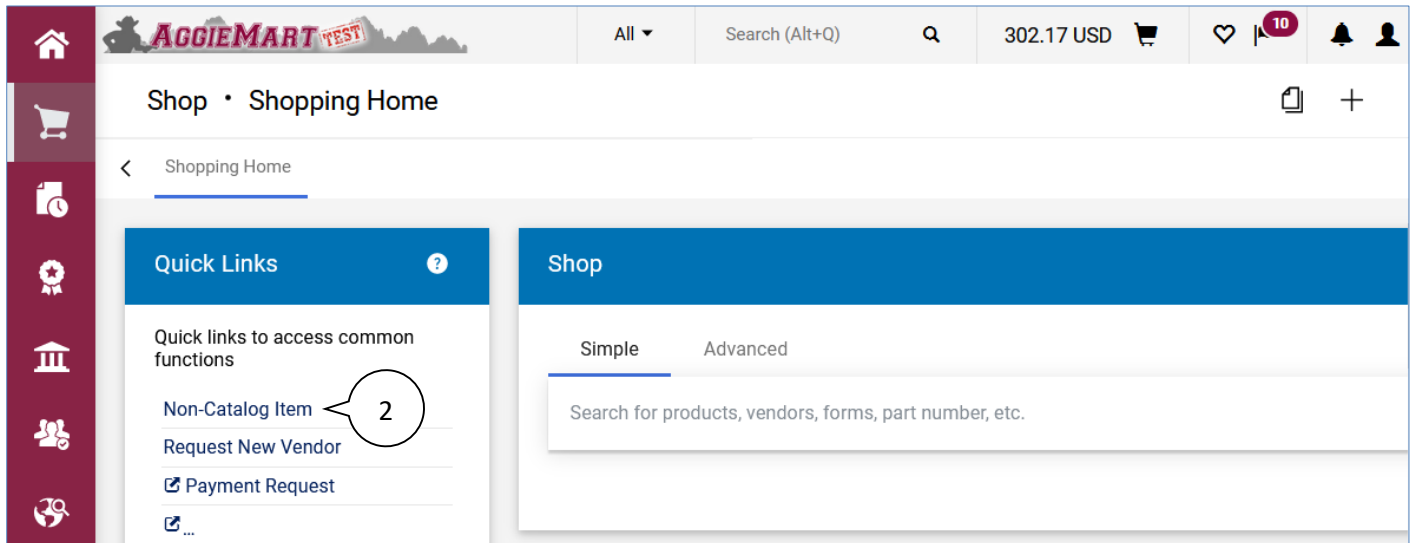 AGGIEMART TEST
All
Search (Alt+Q)
302.17 USD
10
Shop · Shopping Home
Shopping Home
Quick Links ?
Quick links to access common
functions
Non-Catalog Item
2
Request New Vendor
Payment Request
...
Shop
Simple
Advanced
Search for products, vendors, forms, part number, etc.